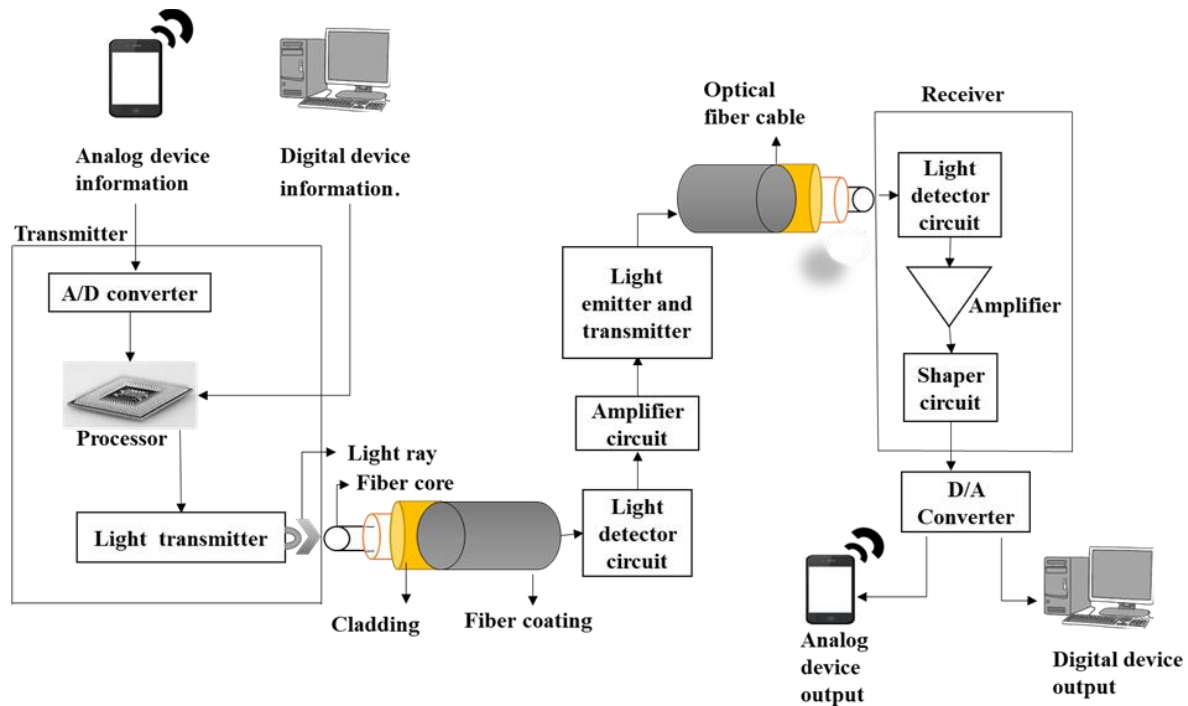 Analog device
information
Digital device
information.
Transmitter
A/D converter
Processor
Light transmitter
Light ray
Fiber core
Cladding
Fiber coating
Light
detector
circuit
Amplifier
circuit
Light
emitter and
transmitter
Optical
fiber cable
Receiver
Light
detector
circuit
Amplifier
Shaper
circuit
D/A
Converter
Analog
device
output
Digital device
output